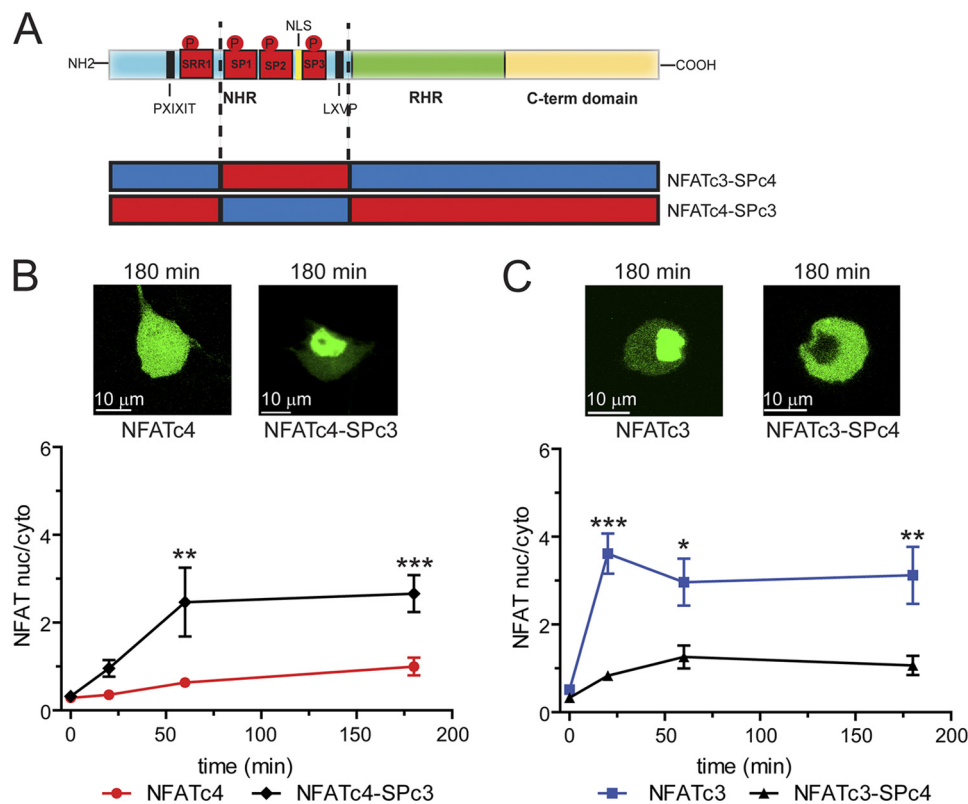 A
NLS
P P P P
NH2 SRR1 SP1 SP2 SP3 COOH
PXIXIT NHR LXVP RHR C-term domain
NFATc3-SPc4
NFATc4-SPc3
B
180 min 180 min
10 μm 10 μm
NFATc4 NFATc4-SPc3
NFAT nuc/cyto
6
4
2
0
** ***
0 50 100 150 200
time (min)
NFATc4 NFATc4-SPc3
C
180 min 180 min
10 μm 10 μm
NFATc3 NFATc3-SPc4
NFAT nuc/cyto
6
4
2
0
*** * **
0 50 100 150 200
time (min)
NFATc3 NFATc3-SPc4